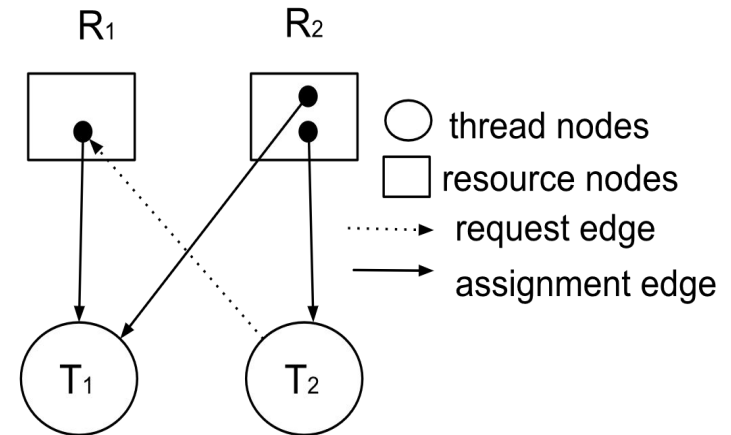 R1
R2
thread nodes
resource nodes
request edge
assignment edge
T1
T2